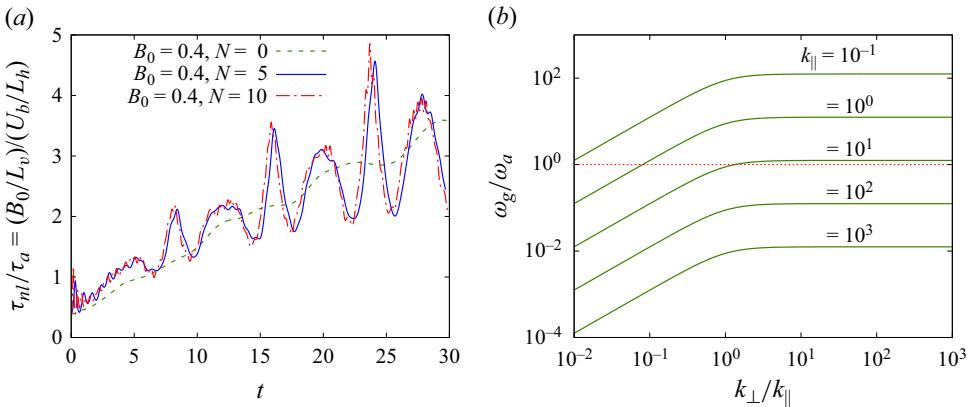 (a)
5
4
3
2
1
0
B₀ = 0.4, N = 0
B₀ = 0.4, N = 5
B₀ = 0.4, N = 10
τₙₗ/τₐ = (B₀/Lᵥ)/(U_b/Lₕ)
0 5 10 15 20 25 30
t
(b)
10²
10⁰
10⁻²
10⁻⁴
k∥ = 10⁻¹
= 10⁰
= 10¹
= 10²
= 10³
ω_g/ωₐ
10⁻² 10⁻¹ 10⁰ 10¹ 10² 10³
k⊥/k∥